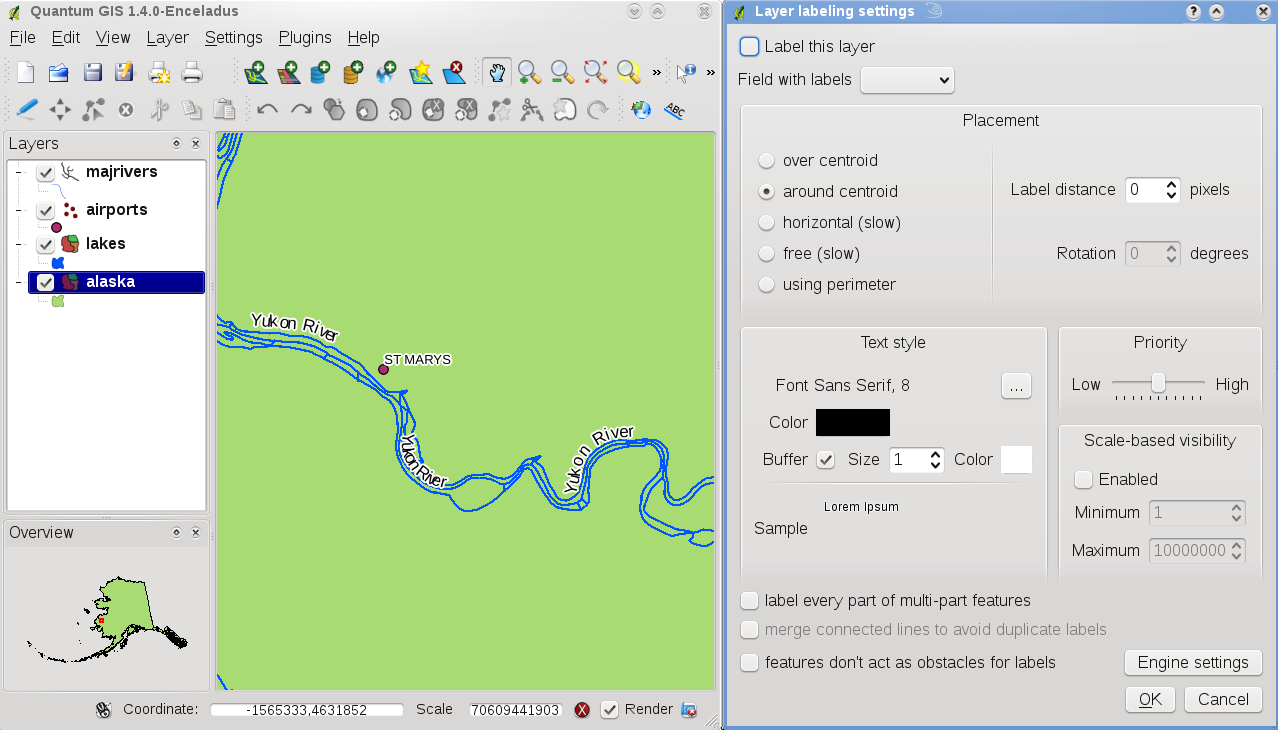 Quantum GIS 1.4.0-Enceladus
File Edit View Layer Settings Plugins Help
» »
ABC
Layers
majrivers
airports
lakes
alaska
Overview
Yukon River
ST MARYS
Yukon River
Yukon River
Coordinate: -1565333,4631852 Scale 70609441903 Render
Layer labeling settings
Label this layer
Field with labels
Placement
over centroid
around centroid
horizontal (slow)
free (slow)
using perimeter
Label distance 0 pixels
Rotation 0 degrees
Text style
Font Sans Serif, 8 ...
Color
Buffer Size 1 Color
Lorem Ipsum
Sample
Priority
Low High
Scale-based visibility
Enabled
Minimum 1
Maximum 10000000
label every part of multi-part features
merge connected lines to avoid duplicate labels
features don't act as obstacles for labels
Engine settings
OK Cancel